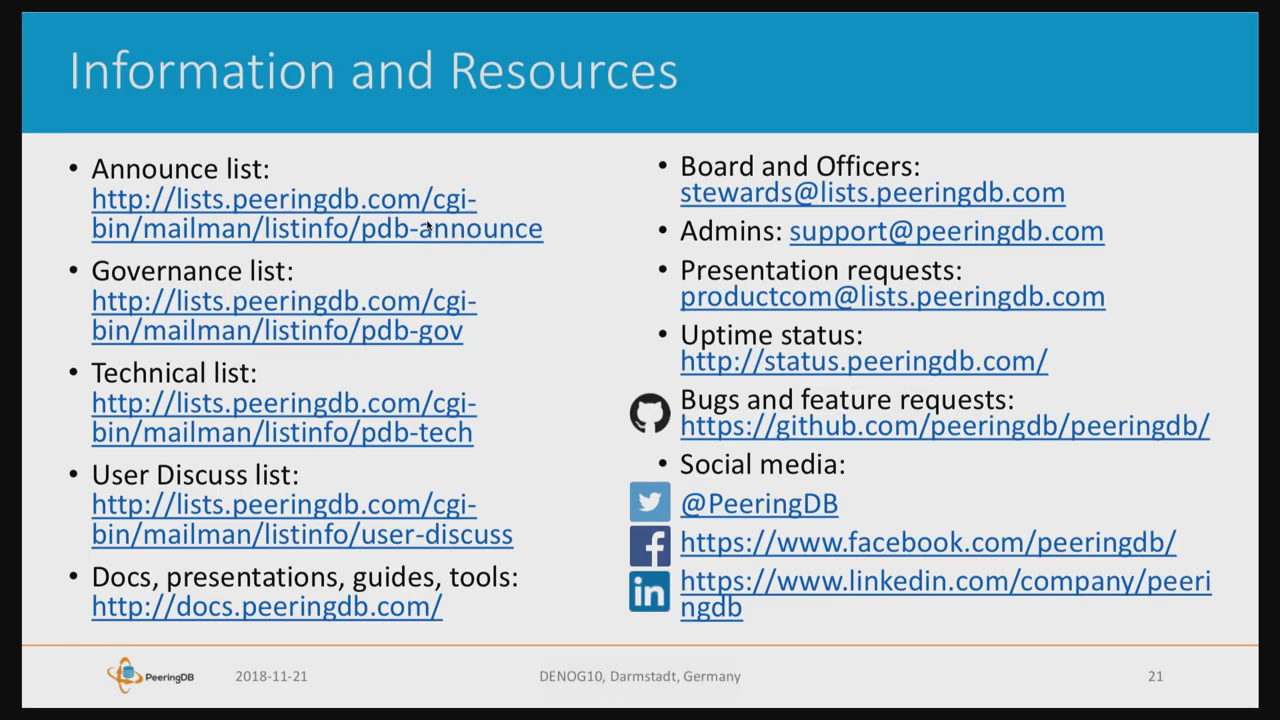 Information and Resources
• Announce list:
http://lists.peeringdb.com/cgi-
bin/mailman/listinfo/pdb-announce
• Governance list:
http://lists.peeringdb.com/cgi-
bin/mailman/listinfo/pdb-gov
• Technical list:
http://lists.peeringdb.com/cgi-
bin/mailman/listinfo/pdb-tech
• User Discuss list:
http://lists.peeringdb.com/cgi-
bin/mailman/listinfo/user-discuss
• Docs, presentations, guides, tools:
http://docs.peeringdb.com/
• Board and Officers:
stewards@lists.peeringdb.com
• Admins: support@peeringdb.com
• Presentation requests:
productcom@lists.peeringdb.com
• Uptime status:
http://status.peeringdb.com/
Bugs and feature requests:
https://github.com/peeringdb/peeringdb/
• Social media:
@PeeringDB
https://www.facebook.com/peeringdb/
https://www.linkedin.com/company/peeri
ngdb
PeeringDB
2018-11-21
DENOG10, Darmstadt, Germany
21